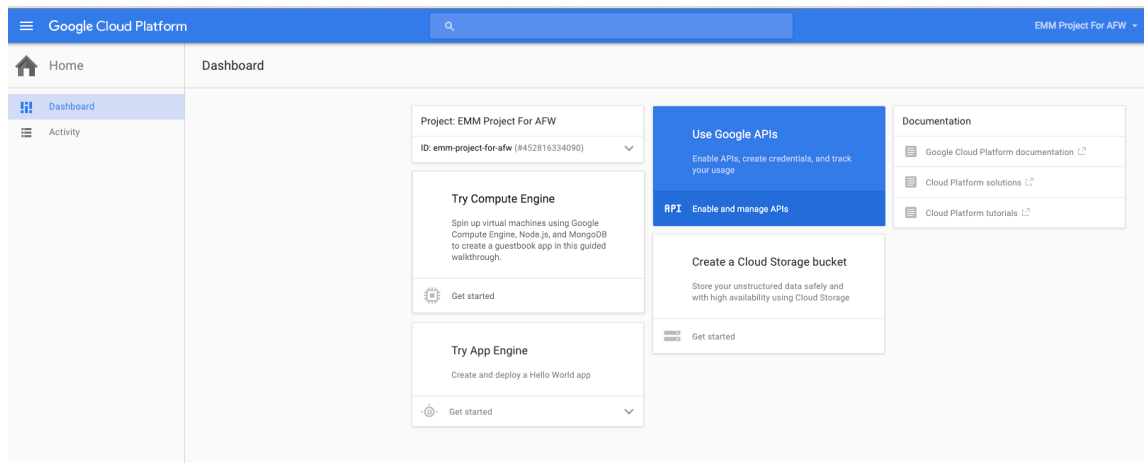 Google Cloud Platform
EMM Project For AFW
Home
Dashboard
Dashboard
Activity
Project: EMM Project For AFW
ID: emm-project-for-afw (#452816334090)
Try Compute Engine
Spin up virtual machines using Google
Compute Engine, Node.js, and MongoDB
to create a guestbook app in this guided
walkthrough.
Get started
Try App Engine
Create and deploy a Hello World app
Get started
Use Google APIs
Enable APIs, create credentials, and track
your usage
API Enable and manage APIs
Create a Cloud Storage bucket
Store your unstructured data safely and
with high availability using Cloud Storage
Get started
Documentation
Google Cloud Platform documentation
Cloud Platform solutions
Cloud Platform tutorials